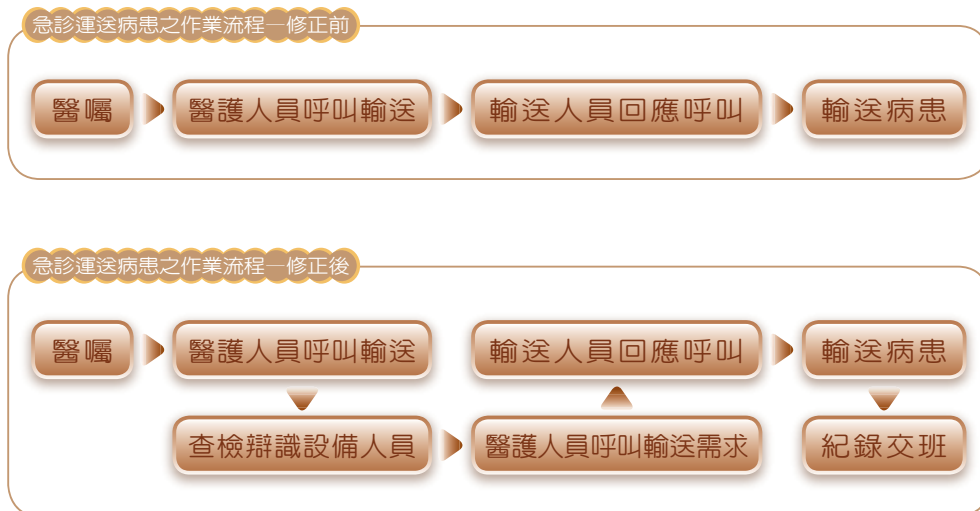 急診運送病患之作業流程—修正前
醫囑
醫護人員呼叫輸送
輸送人員回應呼叫
輸送病患
急診運送病患之作業流程—修正後
醫囑
醫護人員呼叫輸送
輸送人員回應呼叫
輸送病患
查檢辯識設備人員
醫護人員呼叫輸送需求
紀錄交班